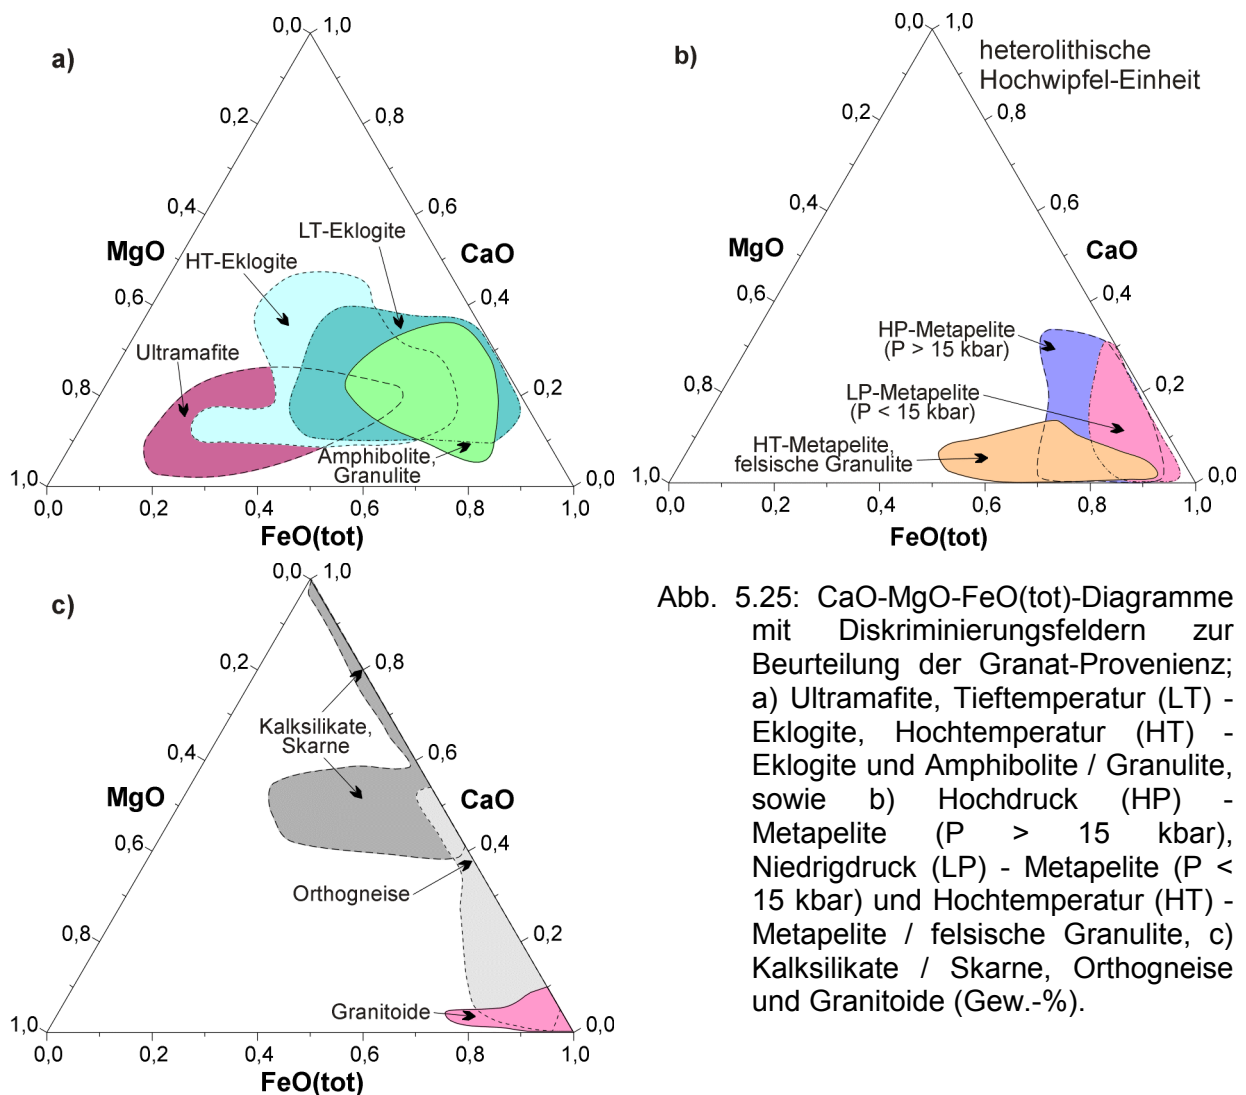 a)
0,0 1,0
0,2 0,8
0,4 0,6
LT-Eklogite
MgO CaO
HT-Eklogite
0,6 0,4
Ultramafite
0,8 0,2
Amphibolite,
Granulite
1,0 0,0
0,0 0,2 0,4 0,6 0,8 1,0
FeO(tot)
b)
0,0 1,0
heterolithische
Hochwipfel-Einheit
0,2 0,8
0,4 0,6
MgO CaO
0,6 0,4
HP-Metapelite
(P > 15 kbar)
0,8 0,2
LP-Metapelite
(P < 15 kbar)
HT-Metapelite,
felsische Granulite
1,0 0,0
0,0 0,2 0,4 0,6 0,8 1,0
FeO(tot)
c)
0,0 1,0
0,2 0,8
Kalksilikate,
Skarne
0,4 0,6
MgO CaO
0,6 0,4
Orthogneise
0,8 0,2
Granitoide
1,0 0,0
0,0 0,2 0,4 0,6 0,8 1,0
FeO(tot)
Abb. 5.25: CaO-MgO-FeO(tot)-Diagramme
mit Diskriminierungsfeldern zur
Beurteilung der Granat-Provenienz;
a) Ultramafite, Tieftemperatur (LT) -
Eklogite, Hochtemperatur (HT) -
Eklogite und Amphibolite / Granulite,
sowie b) Hochdruck (HP) -
Metapelite (P > 15 kbar),
Niedrigdruck (LP) - Metapelite (P <
15 kbar) und Hochtemperatur (HT) -
Metapelite / felsische Granulite, c)
Kalksilikate / Skarne, Orthogneise
und Granitoide (Gew.-%).